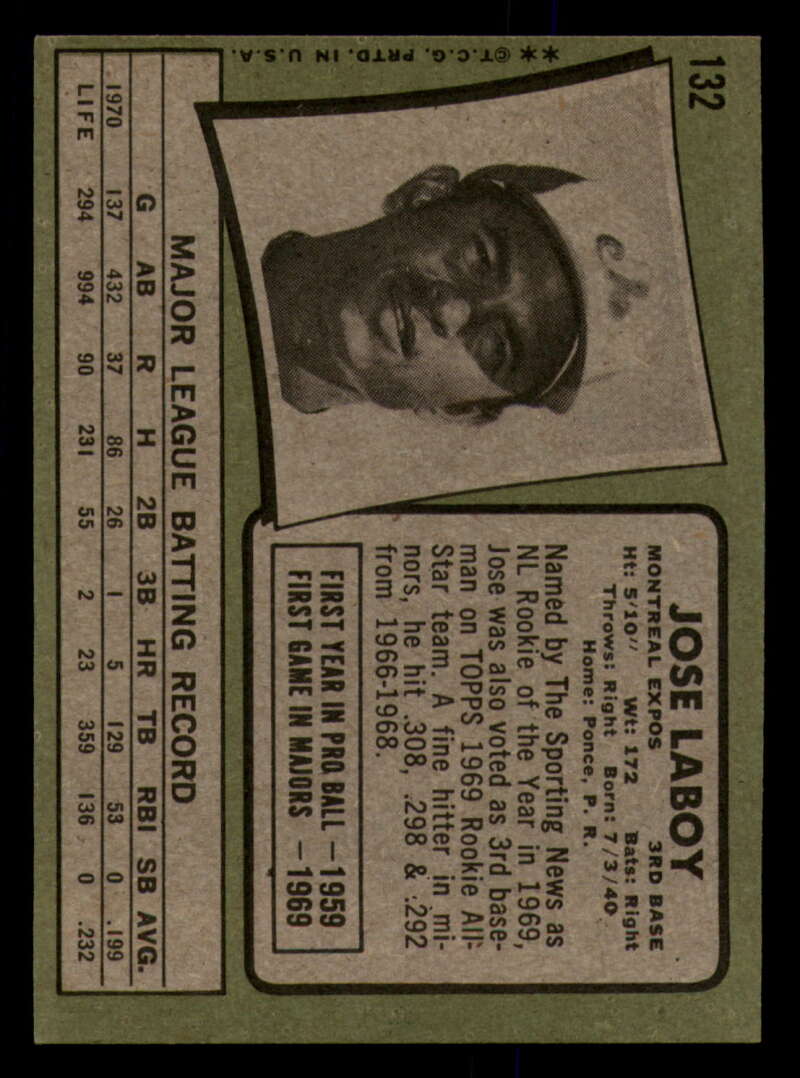 132
** ©T.C.G. PRTD. IN U.S.A.
JOSE LABOY
MONTREAL EXPOS 3RD BASE
Ht: 5'10" Wt: 172 Bats: Right
Throws: Right Born: 7/3/40
Home: Ponce, P. R.
Named by The Sporting News as
NL Rookie of the Year in 1969,
Jose was also voted as 3rd base-
man on TOPPS 1969 Rookie All-
Star team. A fine hitter in mi-
nors, he hit .308, .298 & .292
from 1966-1968.
FIRST YEAR IN PRO BALL – 1959
FIRST GAME IN MAJORS – 1969
MAJOR LEAGUE BATTING RECORD
G AB R H 2B 3B HR TB RBI SB AVG.
1970 137 432 37 86 26 1 5 129 53 0 .199
LIFE 294 994 90 231 55 2 23 359 136 0 .232